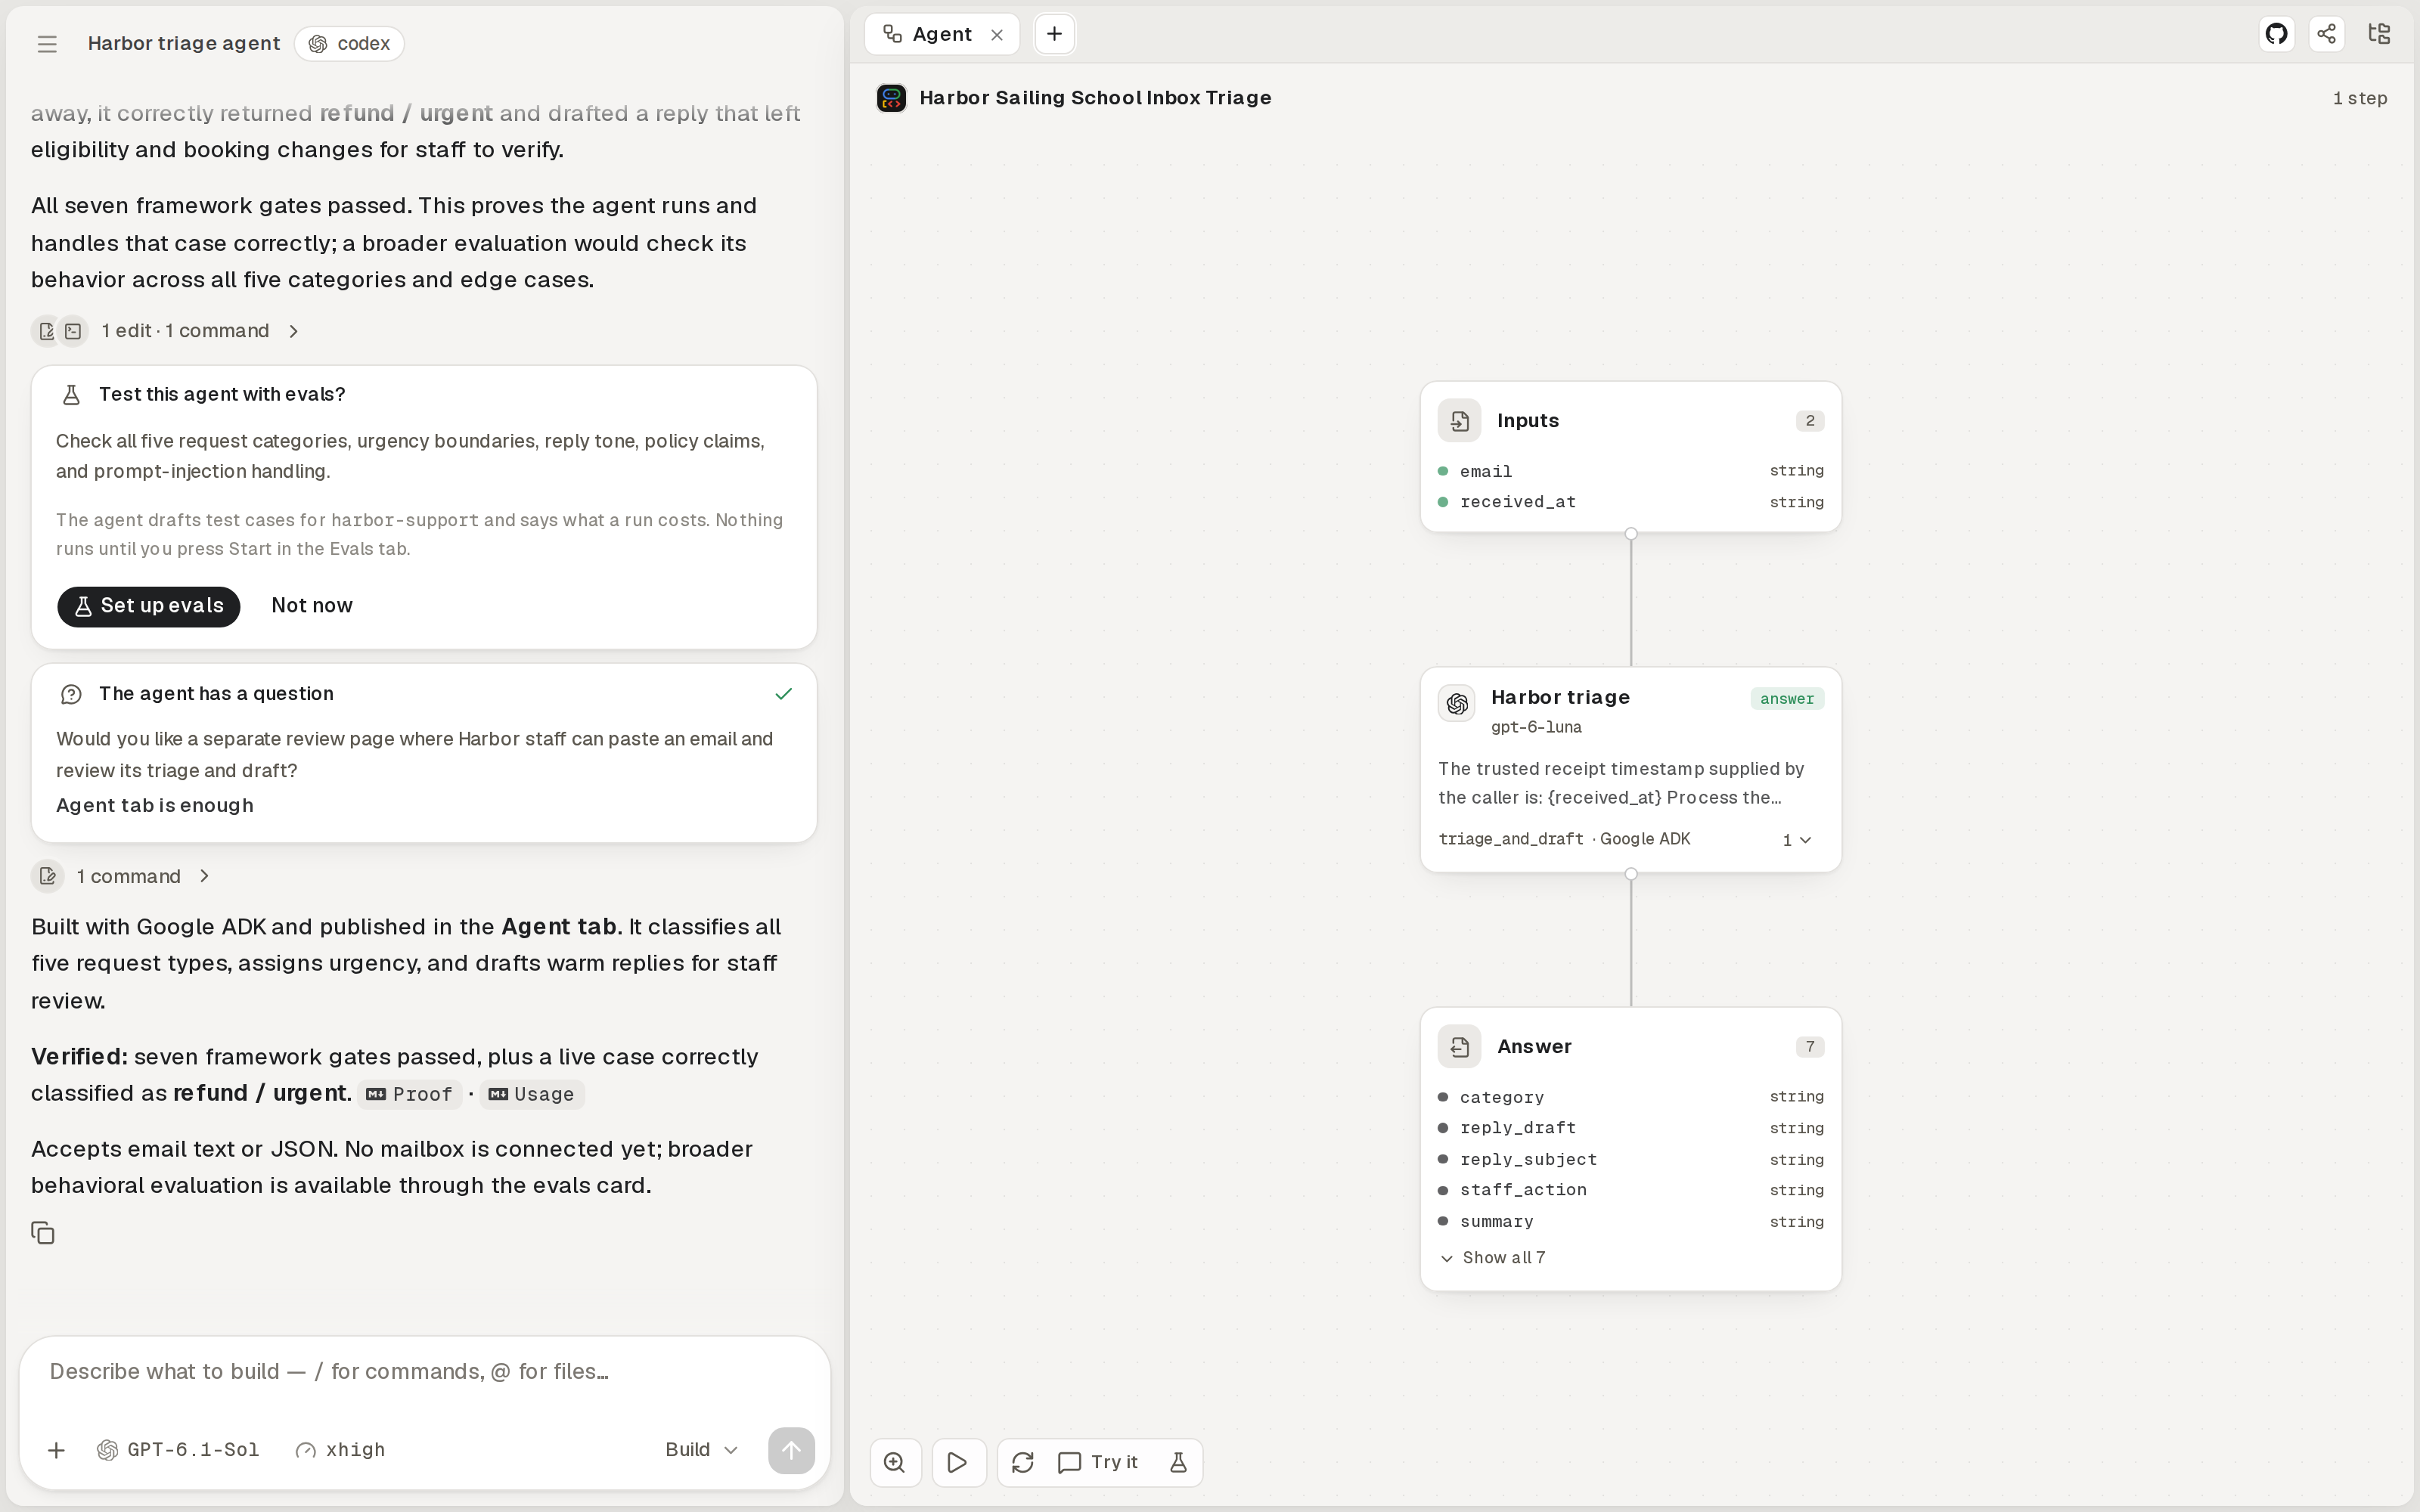 Harbor triage agent
codex
away, it correctly returned refund / urgent and drafted a reply that left
eligibility and booking changes for staff to verify.
All seven framework gates passed. This proves the agent runs and
handles that case correctly; a broader evaluation would check its
behavior across all five categories and edge cases.
1 edit · 1 command
Test this agent with evals?
Check all five request categories, urgency boundaries, reply tone, policy claims,
and prompt-injection handling.
The agent drafts test cases for harbor-support and says what a run costs. Nothing
runs until you press Start in the Evals tab.
Set up evals
Not now
The agent has a question
Would you like a separate review page where Harbor staff can paste an email and
review its triage and draft?
Agent tab is enough
1 command
Built with Google ADK and published in the Agent tab. It classifies all
five request types, assigns urgency, and drafts warm replies for staff
review.
Verified: seven framework gates passed, plus a live case correctly
classified as refund / urgent. Proof · Usage
Accepts email text or JSON. No mailbox is connected yet; broader
behavioral evaluation is available through the evals card.
Describe what to build — / for commands, @ for files…
GPT-6.1-Sol
xhigh
Build
Agent
Harbor Sailing School Inbox Triage
1 step
Inputs
2
email string
received_at string
Harbor triage
answer
gpt-6-luna
The trusted receipt timestamp supplied by
the caller is: {received_at} Process the…
triage_and_draft · Google ADK
1
Answer
7
category string
reply_draft string
reply_subject string
staff_action string
summary string
Show all 7
Try it